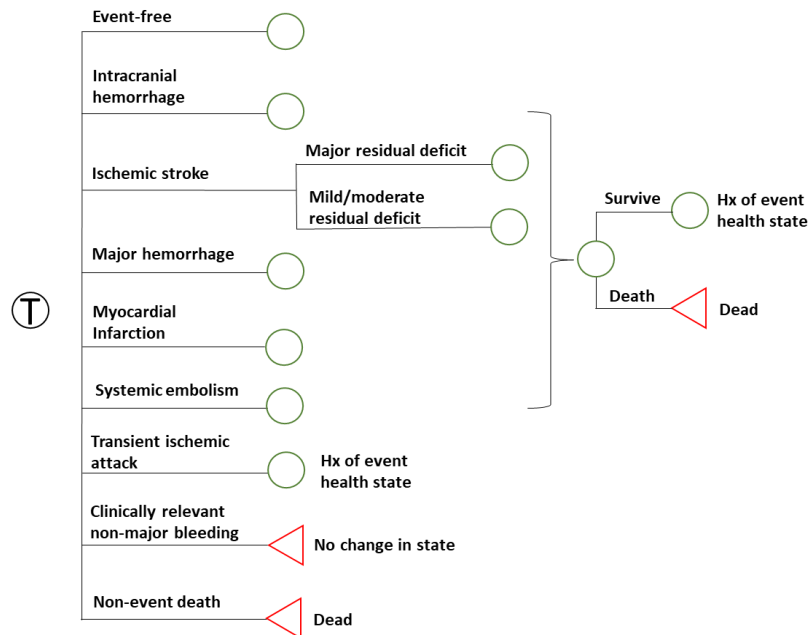 Event-free
Intracranial
hemorrhage
Ischemic stroke
Major residual deficit
Mild/moderate
residual deficit
Survive
Hx of event
health state
Major hemorrhage
Death
Dead
T
Myocardial
Infarction
Systemic embolism
Transient ischemic
attack
Hx of event
health state
Clinically relevant
non-major bleeding
No change in state
Non-event death
Dead